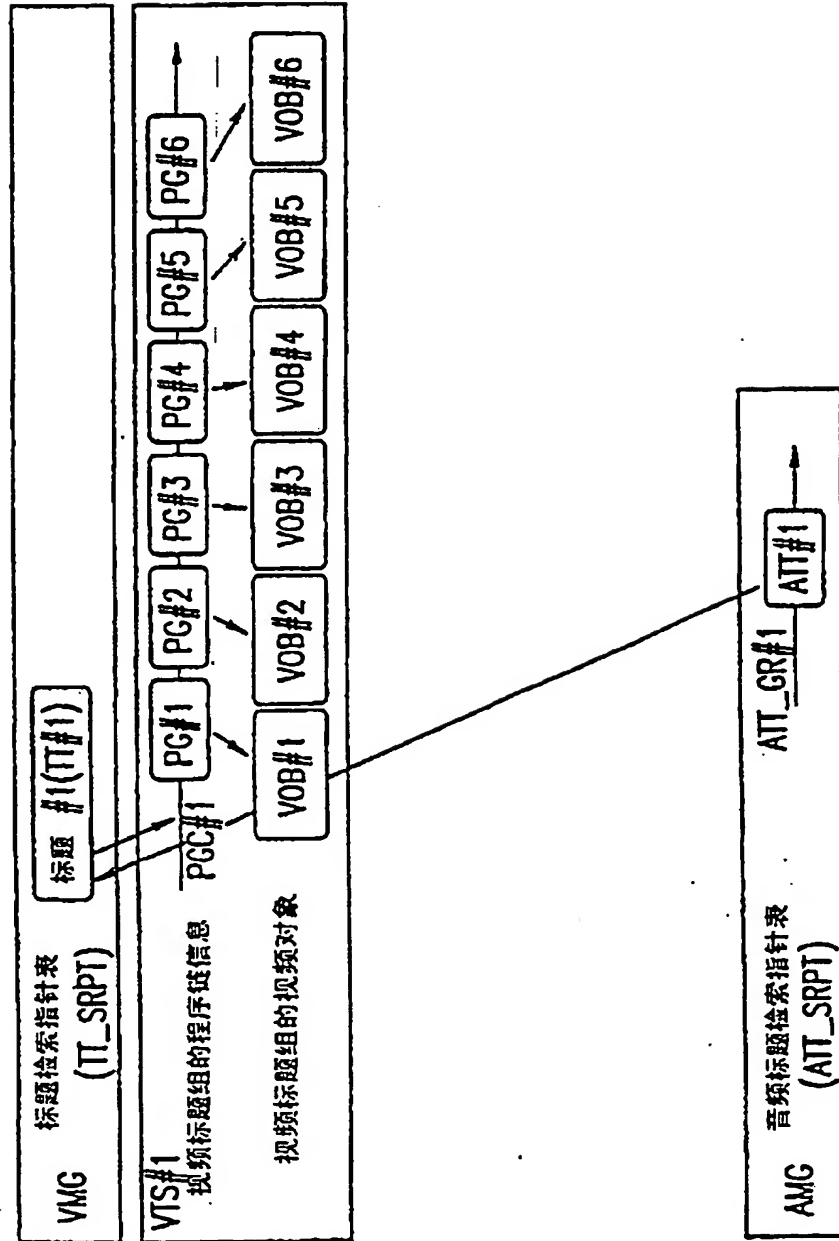 VMG
标题检索指针表
(TT_SRPT)
标题 #1(TT#1)
VTS#1
视频标题组的程序链信息
PGC#1
PG#1
PG#2
PG#3
PG#4
PG#5
PG#6
视频标题组的视频对象
VOB#1
VOB#2
VOB#3
VOB#4
VOB#5
VOB#6
AMG
音频标题检索指针表
(ATT_SRPT)
ATT_GR#1
ATT#1